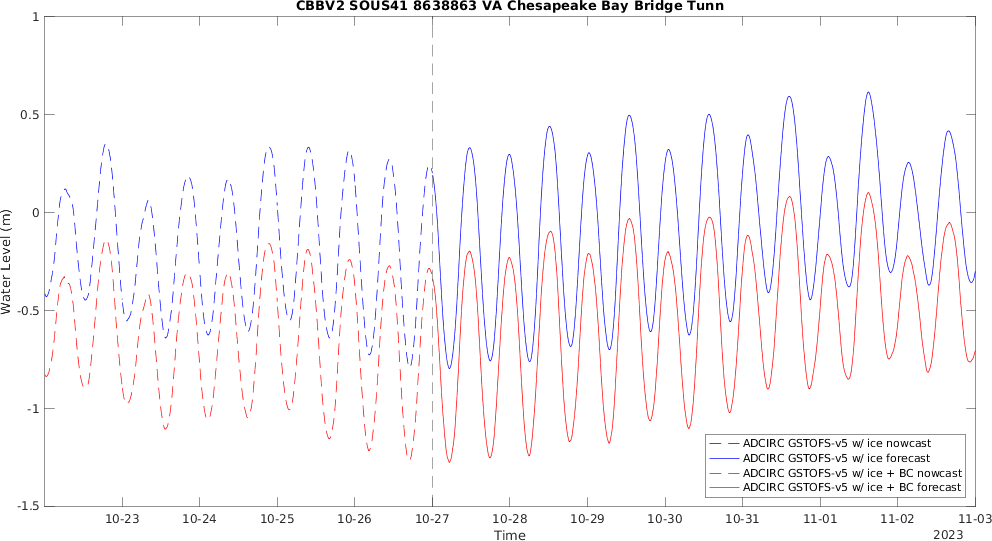 CBBV2 SOUS41 8638863 VA Chesapeake Bay Bridge Tunn
1
0.5
0
-0.5
-1
-1.5
Water Level (m)
ADCIRC GSTOFS-v5 w/ ice nowcast
ADCIRC GSTOFS-v5 w/ ice forecast
ADCIRC GSTOFS-v5 w/ ice + BC nowcast
ADCIRC GSTOFS-v5 w/ ice + BC forecast
10-23 10-24 10-25 10-26 10-27 10-28 10-29 10-30 10-31 11-01 11-02 11-03
Time
2023